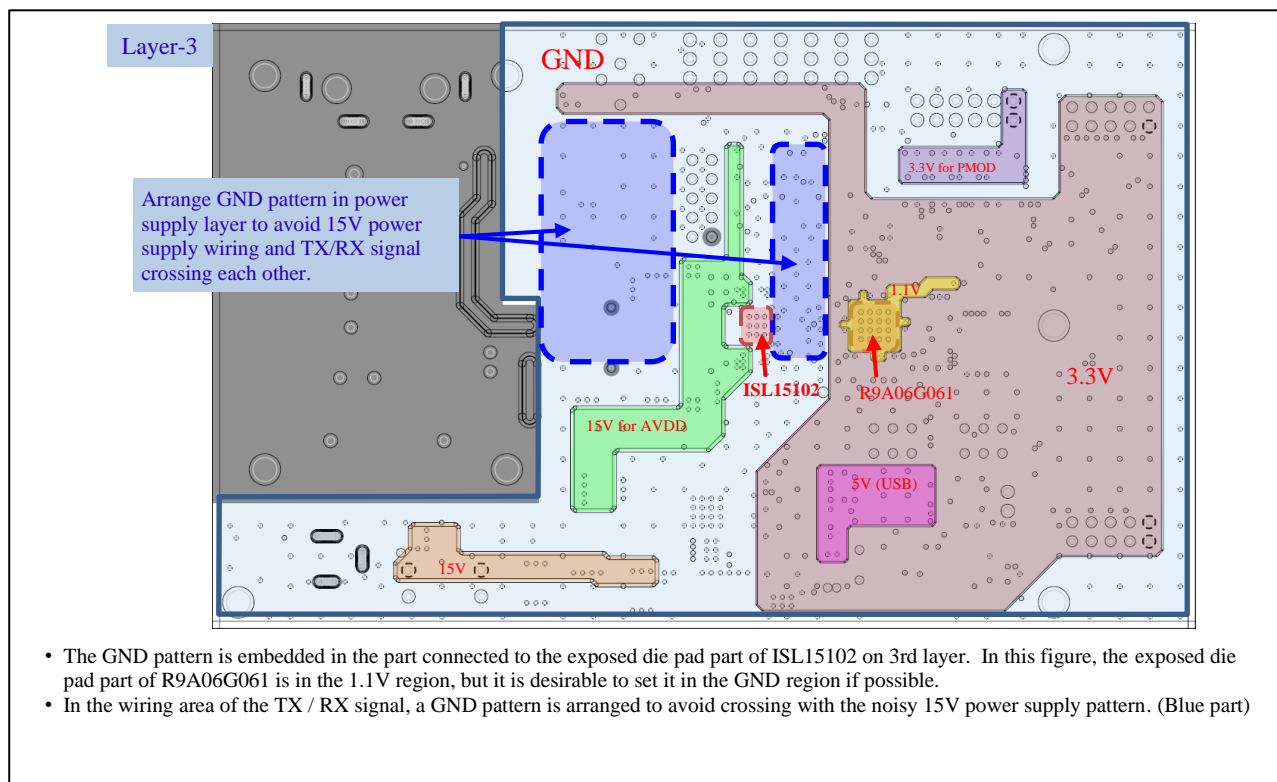 Layer-3
GND
3.3V for PMOD
Arrange GND pattern in power
supply layer to avoid 15V power
supply wiring and TX/RX signal
crossing each other.
1.1V
3.3V
ISL15102
R9A06G061
15V for AVDD
5V (USB)
15V
• The GND pattern is embedded in the part connected to the exposed die pad part of ISL15102 on 3rd layer. In this figure, the exposed die
pad part of R9A06G061 is in the 1.1V region, but it is desirable to set it in the GND region if possible.
• In the wiring area of the TX / RX signal, a GND pattern is arranged to avoid crossing with the noisy 15V power supply pattern. (Blue part)